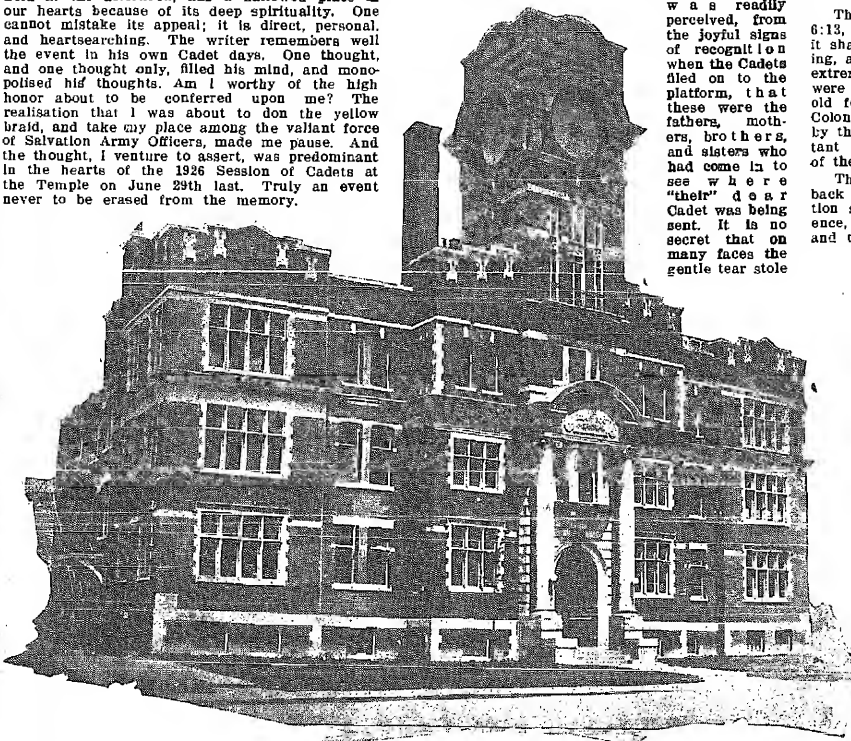 our hearts because of its deep spirituality. One
cannot mistake its appeal; it is direct, personal,
and heartsearching. The writer remembers well
the event in his own Cadet days. One thought,
and one thought only, filled his mind, and mono-
polised his thoughts. Am I worthy of the high
honor about to be conferred upon me? The
realisation that I was about to don the yellow
braid, and take my place among the valiant force
of Salvation Army Officers, made me pause. And
the thought, I venture to assert, was predominant
in the hearts of the 1926 Session of Cadets at
the Temple on June 29th last. Truly an event
never to be erased from the memory.
was readily
perceived, from
the joyful signs
of recognition
when the Cadets
filed on to the
platform, that
these were the
fathers, moth-
ers, brothers,
and sisters who
had come in to
see where
"their" dear
Cadet was being
sent. It is no
secret that on
many faces the
gentle tear stole
Th
6:13,
it sha
ing, a
extrem
were
old fo
Colon
by th
tant
of the
Th
back
tion s
ence,
and c